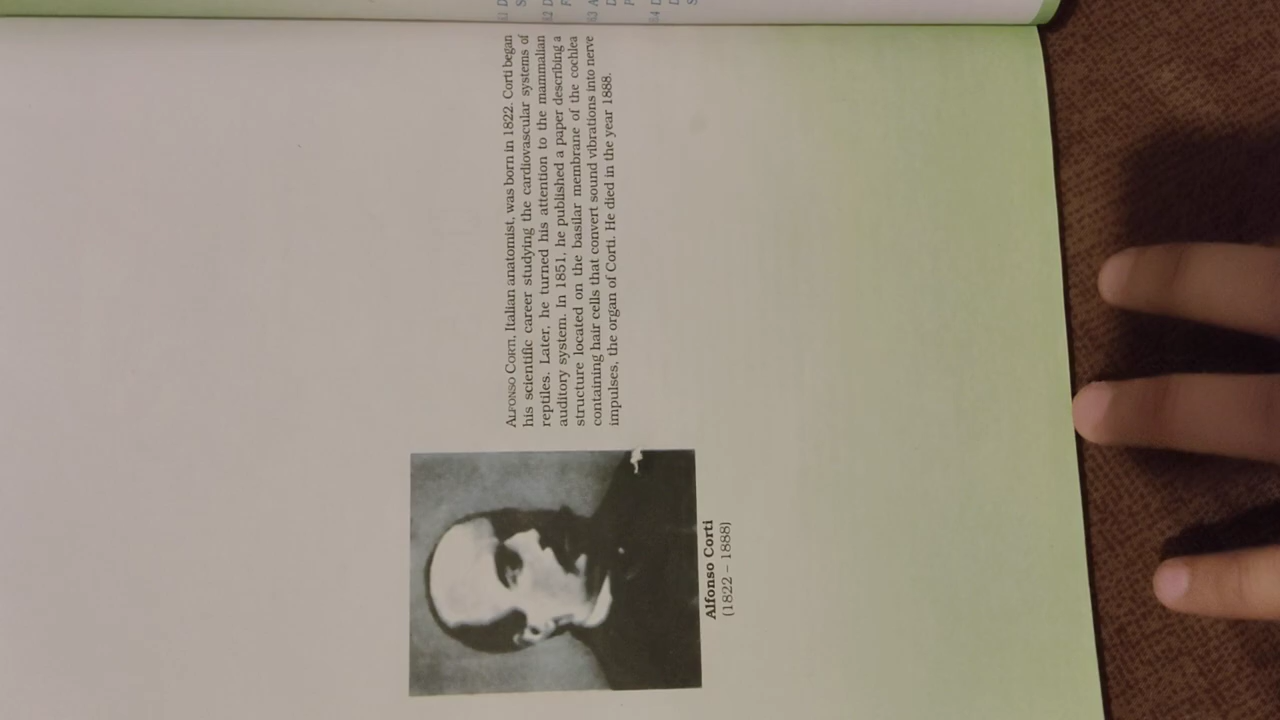 ALFONSO CORTI, Italian anatomist, was born in 1822. Corti began
his scientific career studying the cardiovascular systems of
reptiles. Later, he turned his attention to the mammalian
auditory system. In 1851, he published a paper describing a
structure located on the basilar membrane of the cochlea
containing hair cells that convert sound vibrations into nerve
impulses, the organ of Corti. He died in the year 1888.
Alfonso Corti
(1822 – 1888)